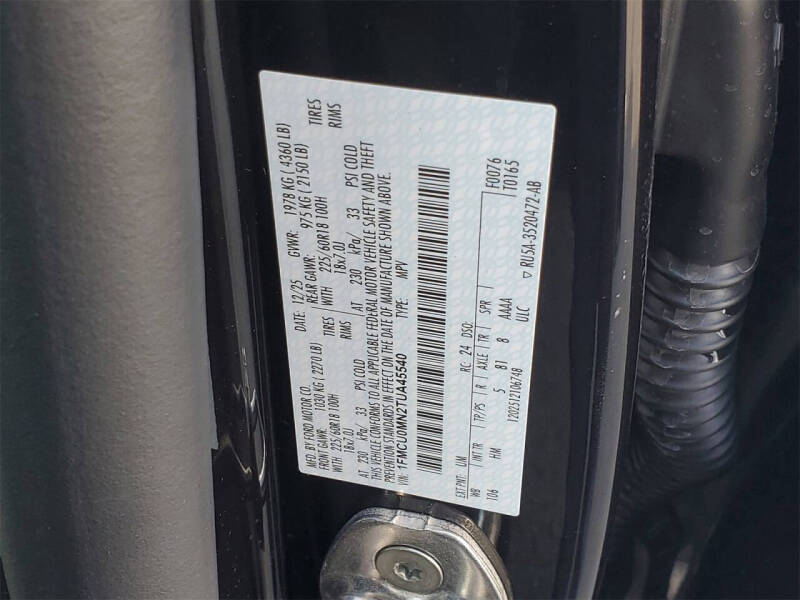 MFD. BY FORD MOTOR CO.
DATE: 12/25 GVWR: 1978 KG ( 4360 LB)
FRONT GAWR: 1030 KG ( 2270 LB) REAR GAWR: 975 KG ( 2150 LB)
WITH 225/60R18 100H TIRES WITH 225/60R18 100H TIRES
18x7.0J RIMS 18x7.0J RIMS
AT 230 kPa/ 33 PSI COLD AT 230 kPa/ 33 PSI COLD
THIS VEHICLE CONFORMS TO ALL APPLICABLE FEDERAL MOTOR VEHICLE SAFETY AND THEFT
PREVENTION STANDARDS IN EFFECT ON THE DATE OF MANUFACTURE SHOWN ABOVE.
VIN: 1FMCU0MN2TUA45540 TYPE: MPV
F0076
T0165
EXT PNT: UM RC: 24 DSO:
WB INT TR TP/PS R AXLE TR SPR
106 HM 5 81 8 AAAA
ULC
1202512106748 RU5A-3520472-AB